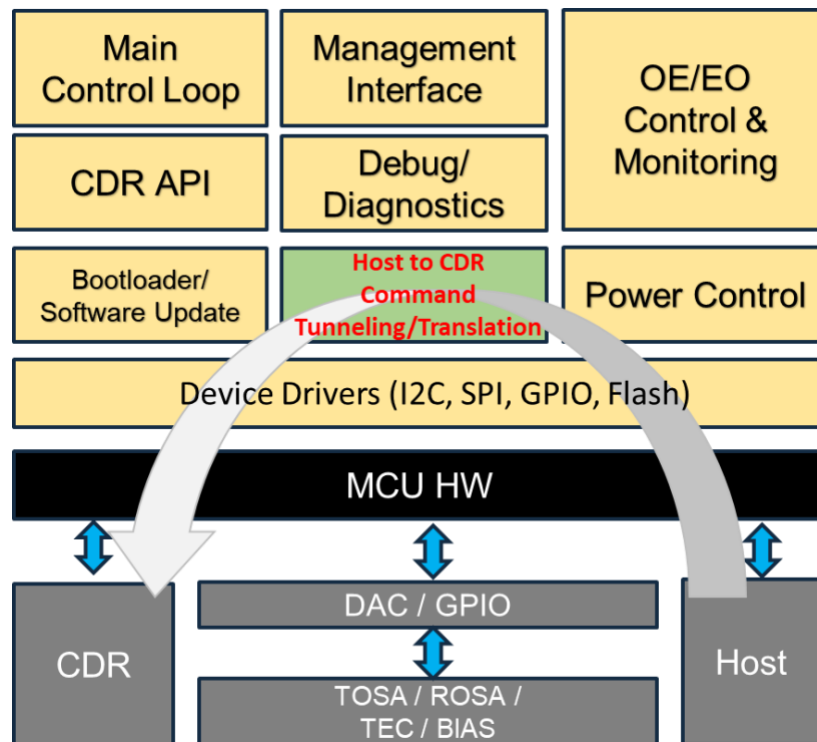 Main
Control Loop
Management
Interface
OE/EO
Control &
Monitoring
CDR API
Debug/
Diagnostics
Bootloader/
Software Update
Host to CDR
Command
Tunneling/Translation
Power Control
Device Drivers (I2C, SPI, GPIO, Flash)
MCU HW
CDR
DAC / GPIO
Host
TOSA / ROSA /
TEC / BIAS